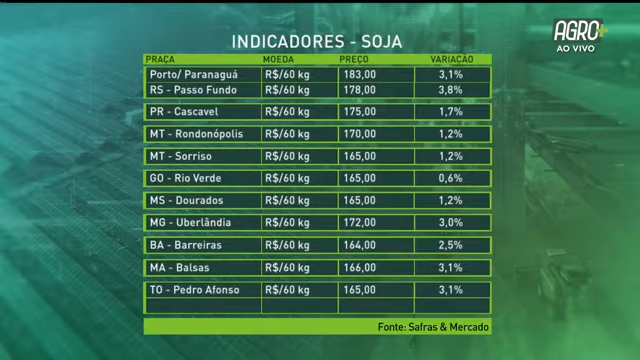 AGRO+
AO VIVO
INDICADORES - SOJA
PRAÇA MOEDA PREÇO VARIAÇÃO
Porto/ Paranaguá R$/60 kg 183,00 3,1%
RS - Passo Fundo R$/60 kg 178,00 3,8%
PR - Cascavel R$/60 kg 175,00 1,7%
MT - Rondonópolis R$/60 kg 170,00 1,2%
MT - Sorriso R$/60 kg 165,00 1,2%
GO - Rio Verde R$/60 kg 165,00 0,6%
MS - Dourados R$/60 kg 165,00 1,2%
MG - Uberlândia R$/60 kg 172,00 3,0%
BA - Barreiras R$/60 kg 164,00 2,5%
MA - Balsas R$/60 kg 166,00 3,1%
TO - Pedro Afonso R$/60 kg 165,00 3,1%
Fonte: Safras & Mercado